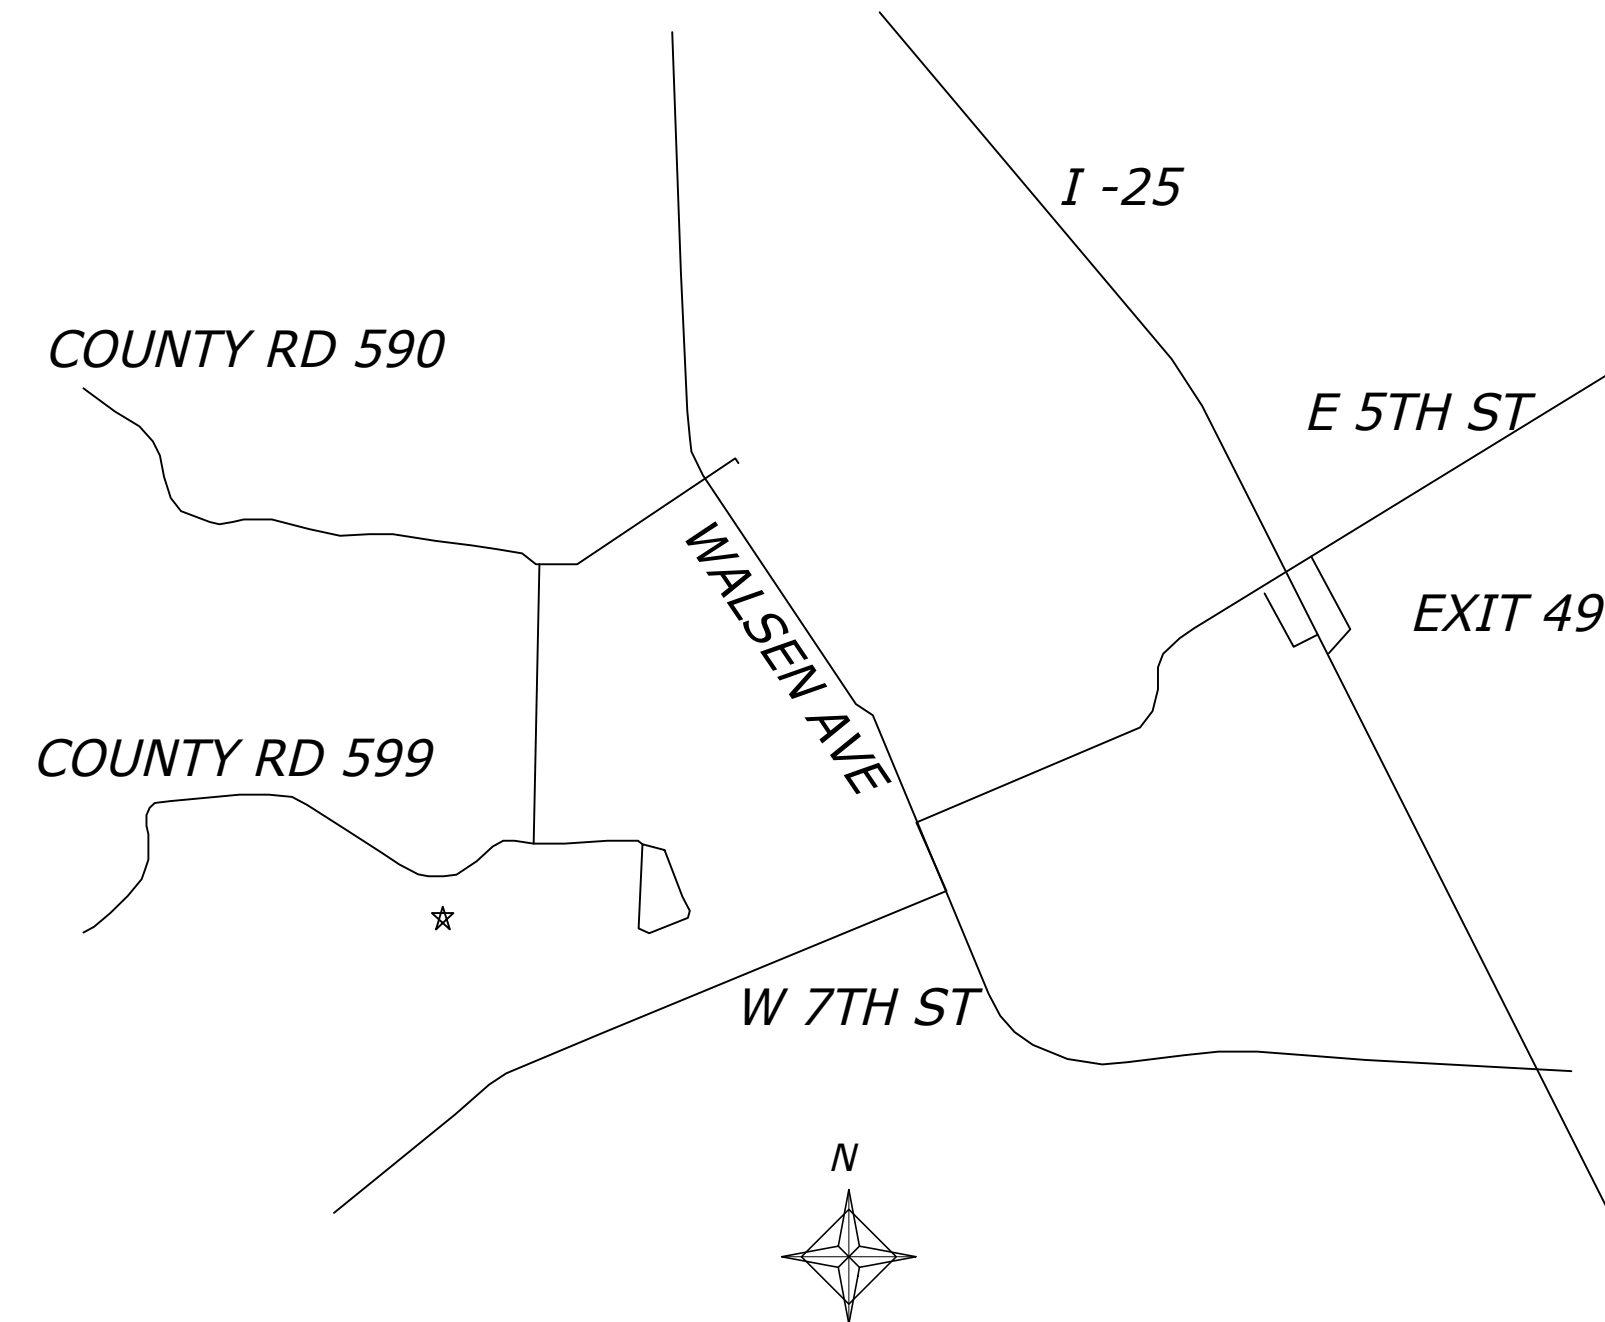 I -25
COUNTY RD 590
E 5TH ST
WALSEN AVE
EXIT 49
COUNTY RD 599
W 7TH ST
N